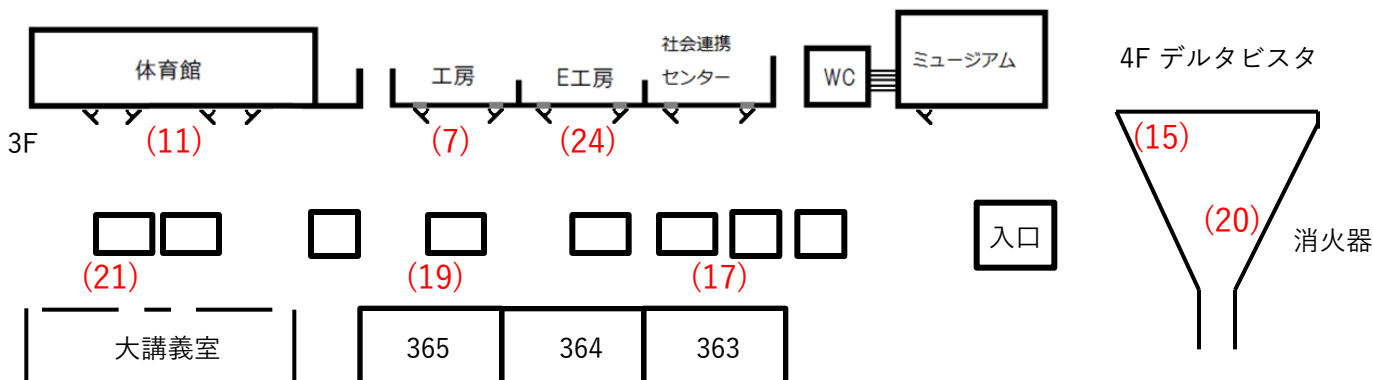 体育館
工房
E工房
社会連携
センター
WC
ミュージアム
4F デルタビスタ
3F
(11)
(7)
(24)
(15)
(20)
消火器
入口
(21)
(19)
(17)
大講義室
365
364
363